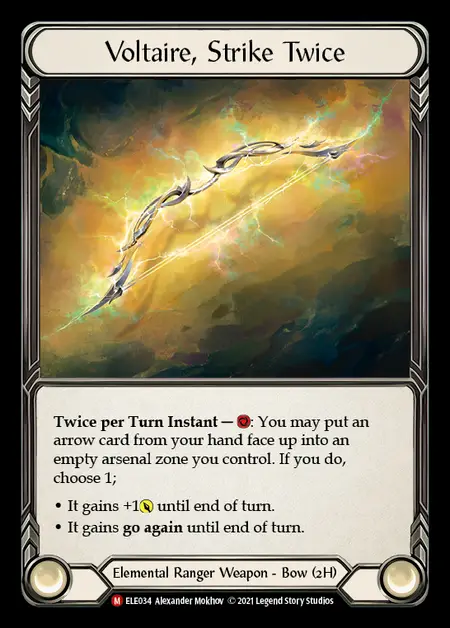 Voltaire, Strike Twice
Twice per Turn Instant — : You may put an
arrow card from your hand face up into an
empty arsenal zone you control. If you do,
choose 1;
• It gains +1 until end of turn.
• It gains go again until end of turn.
Elemental Ranger Weapon - Bow (2H)
M ELE034 Alexander Mokhov © 2021 Legend Story Studios